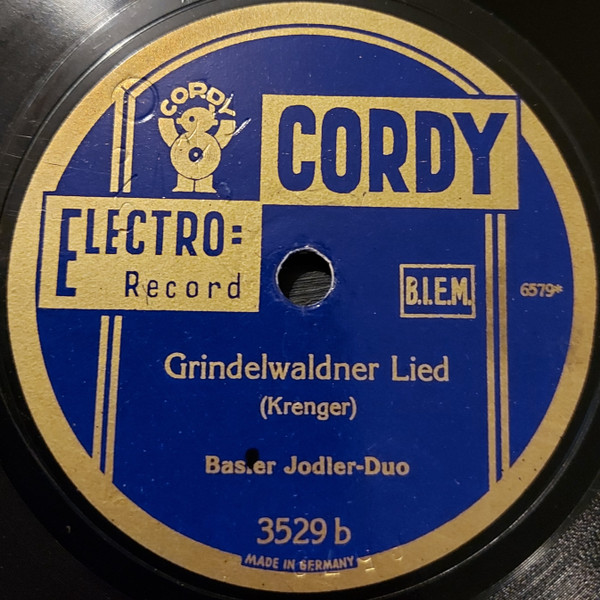 CORDY
CORDY
ELECTRO:
Record
B.I.E.M.
6579*
Grindelwaldner Lied
(Krenger)
Basler Jodler-Duo
3529 b
MADE IN GERMANY